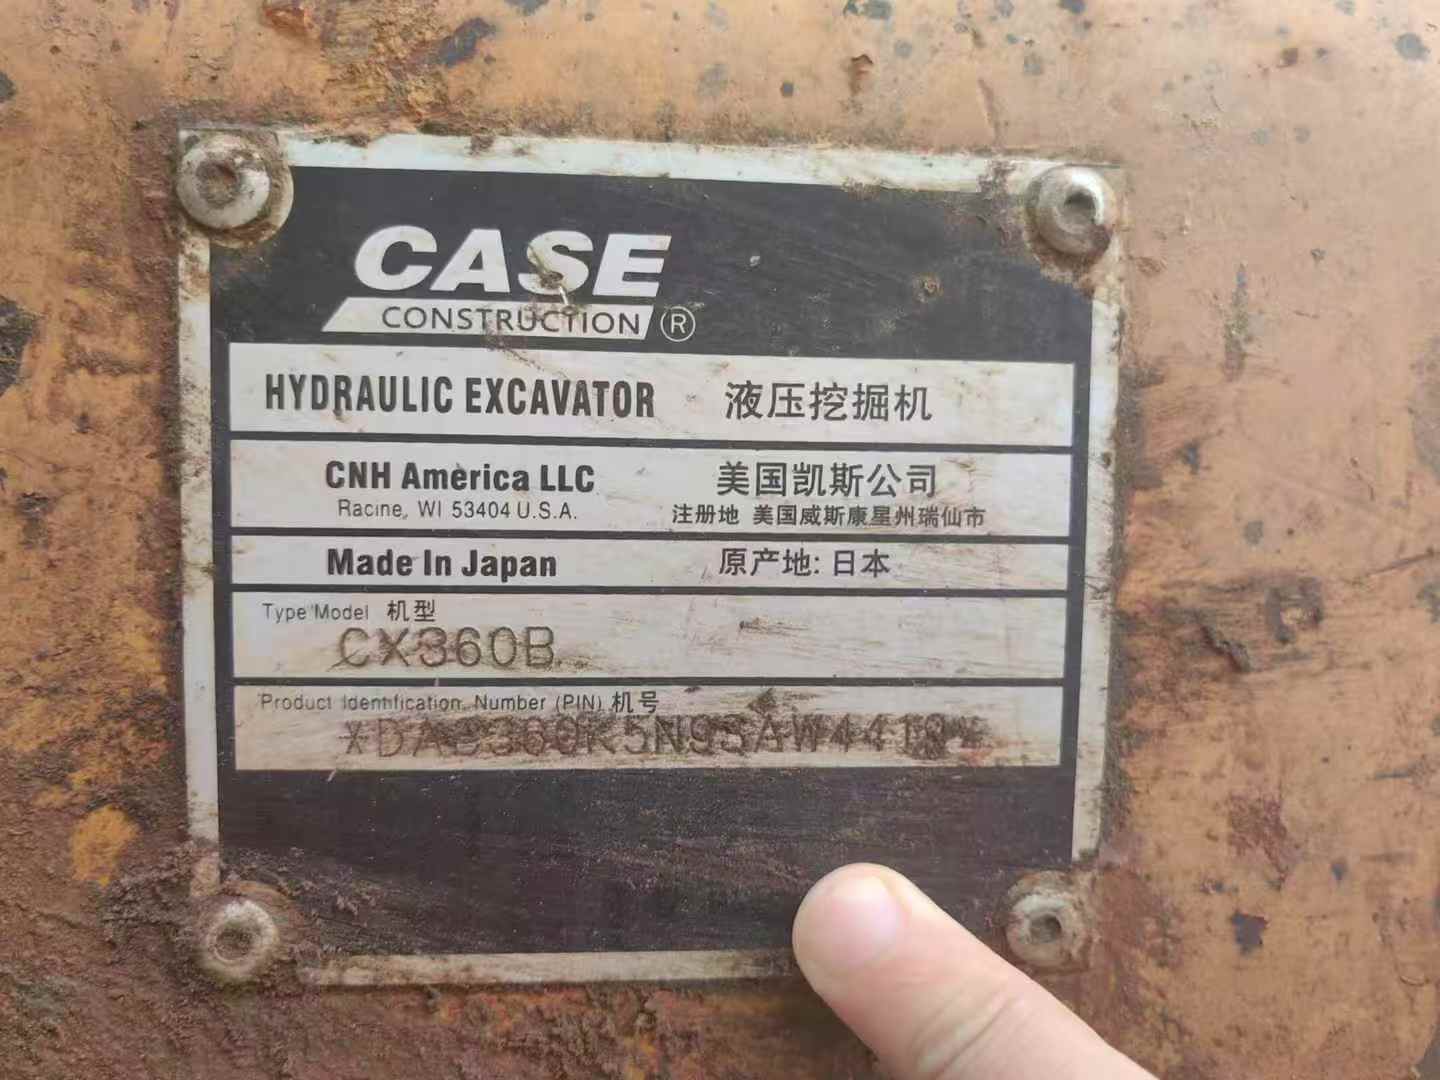 CASE
CONSTRUCTION ®
HYDRAULIC EXCAVATOR 液压挖掘机
CNH America LLC 美国凯斯公司
Racine, WI 53404 U.S.A. 注册地 美国威斯康星州瑞仙市
Made In Japan 原产地: 日本
Type Model 机型
CX360B
Product Identification Number (PIN) 机号